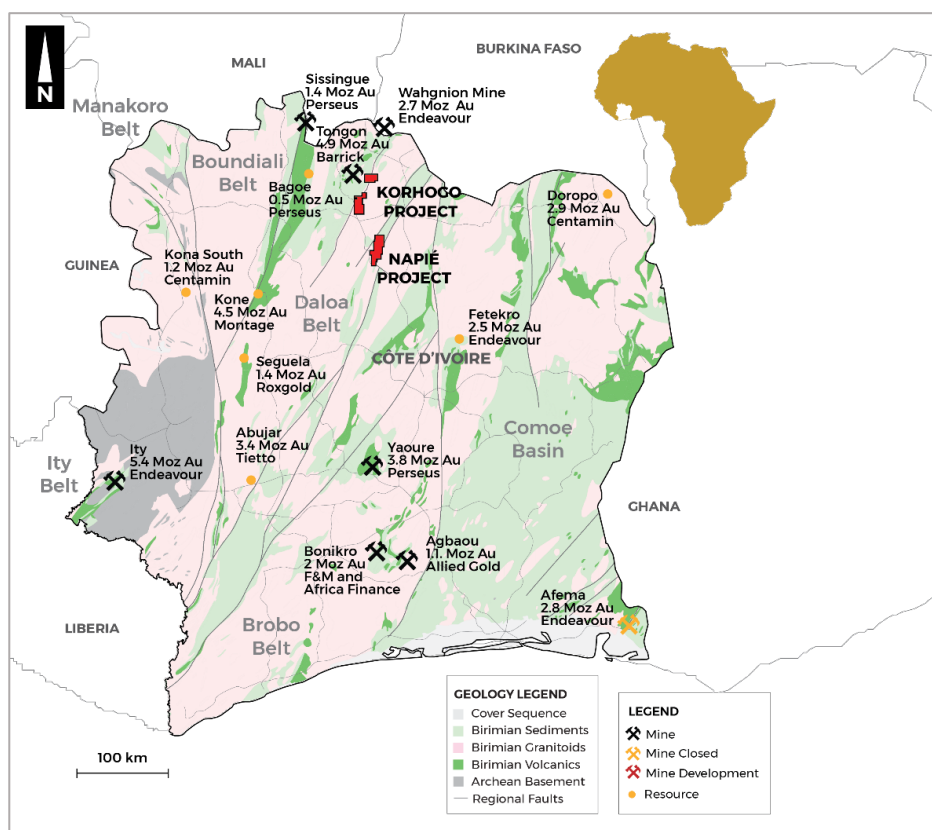 N
MALI
BURKINA FASO
Manakoro
Belt
Sissingue
1.4 Moz Au
Perseus
Wahgnion Mine
2.7 Moz Au
Endeavour
Tongon
4.9 Moz Au
Barrick
Boundiali
Belt
Bagoe
0.5 Moz Au
Perseus
KORHOGO
PROJECT
Doropo
2.9 Moz Au
Centamin
NAPIÉ
PROJECT
GUINEA
Kona South
1.2 Moz Au
Centamin
Kone
4.5 Moz Au
Montage
Daloa
Belt
Fetekro
2.5 Moz Au
Endeavour
CÔTE D'IVOIRE
Seguela
1.4 Moz Au
Roxgold
Comoe
Basin
Abujar
3.4 Moz Au
Tietto
Yaoure
3.8 Moz Au
Perseus
Ity
Belt
Ity
5.4 Moz Au
Endeavour
GHANA
Bonikro
2 Moz Au
F&M and
Africa Finance
Agbaou
1.1. Moz Au
Allied Gold
Afema
2.8 Moz Au
Endeavour
LIBERIA
Brobo
Belt
100 km
GEOLOGY LEGEND
Cover Sequence
Birimian Sediments
Birimian Granitoids
Birimian Volcanics
Archean Basement
Regional Faults
LEGEND
Mine
Mine Closed
Mine Development
Resource